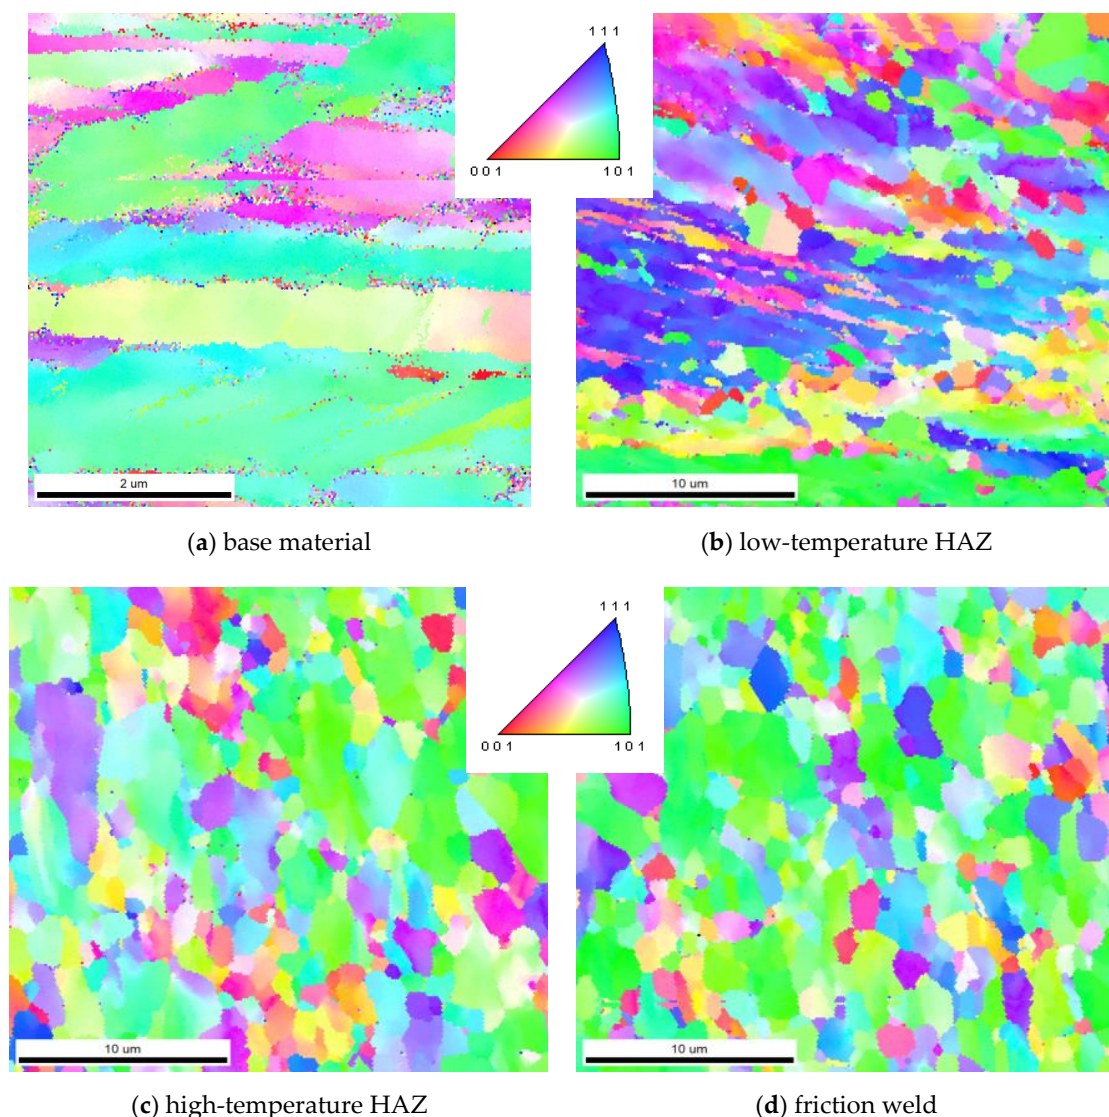 1 1 1
0 0 1
1 0 1
2 um
10 um
(a) base material
(b) low-temperature HAZ
1 1 1
0 0 1
1 0 1
10 um
10 um
(c) high-temperature HAZ
(d) friction weld